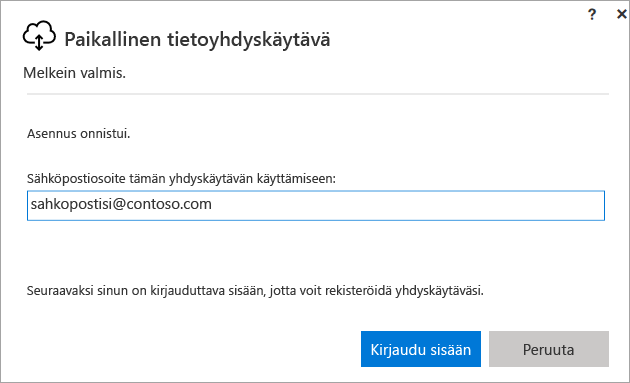 ? ×
Paikallinen tietoyhdyskäytävä
Melkein valmis.
Asennus onnistui.
Sähköpostiosoite tämän yhdyskäytävän käyttämiseen:
sahkopostisi@contoso.com
Seuraavaksi sinun on kirjauduttava sisään, jotta voit rekisteröidä yhdyskäytäväsi.
Kirjaudu sisään Peruuta